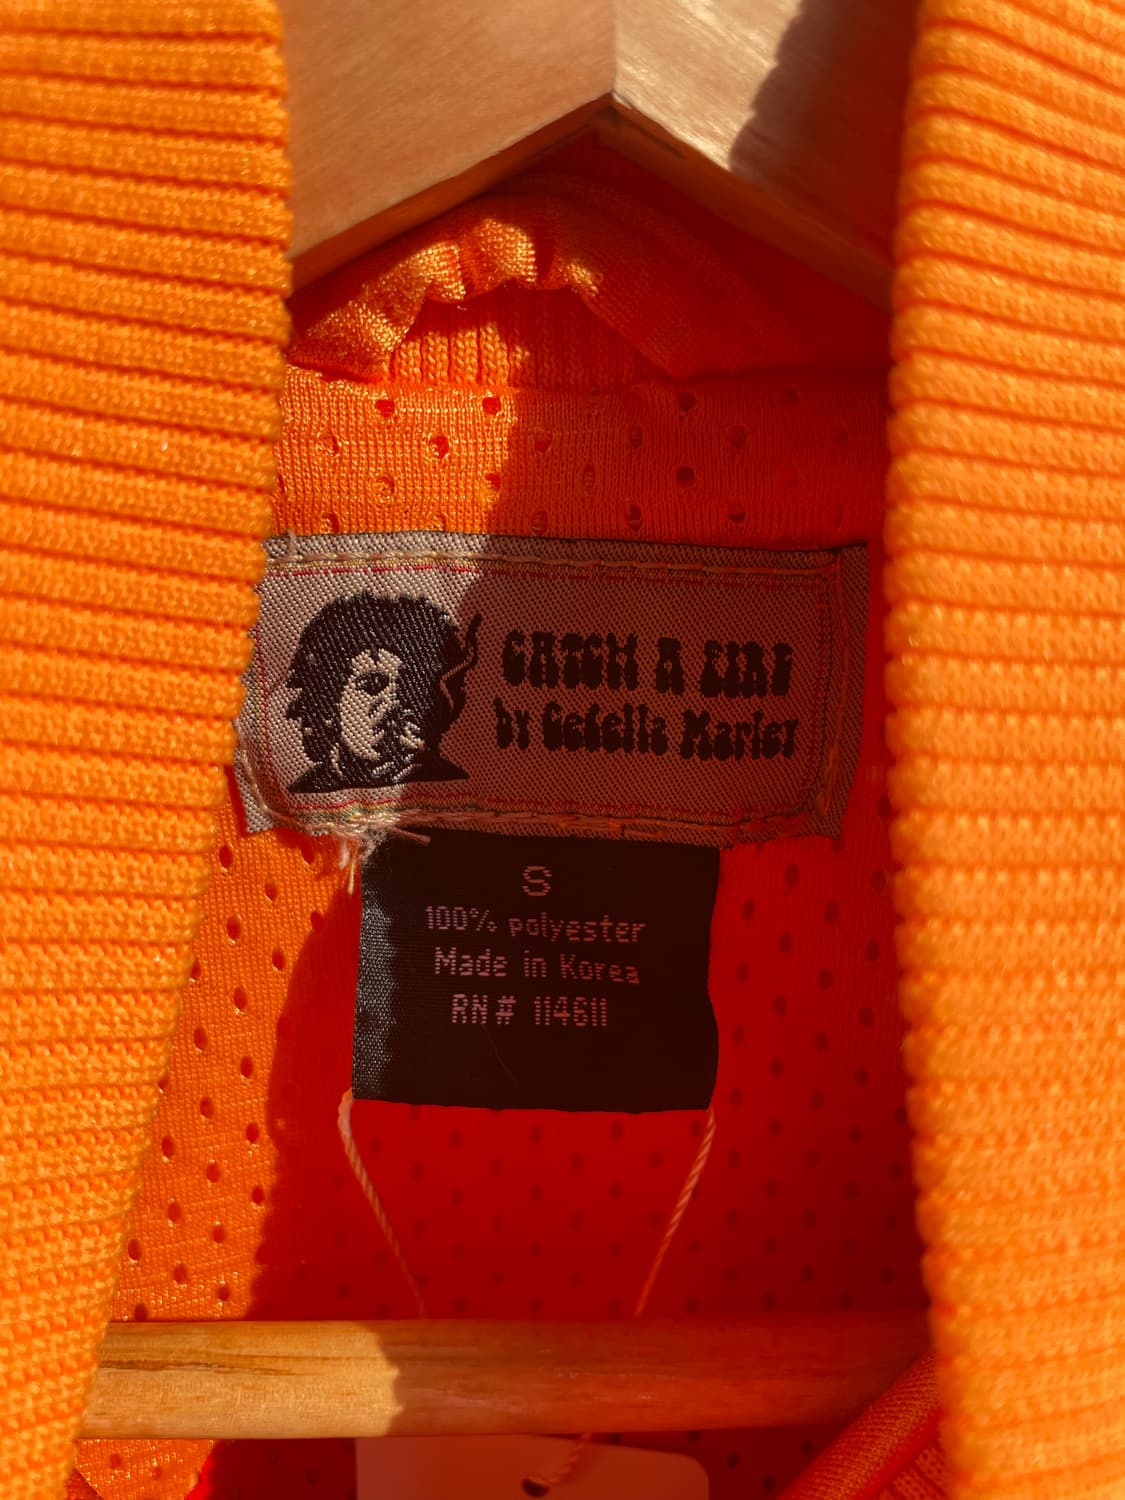 CATCH A FIRE
by Cedella Marley
S
100% polyester
Made in Korea
RN# 114611